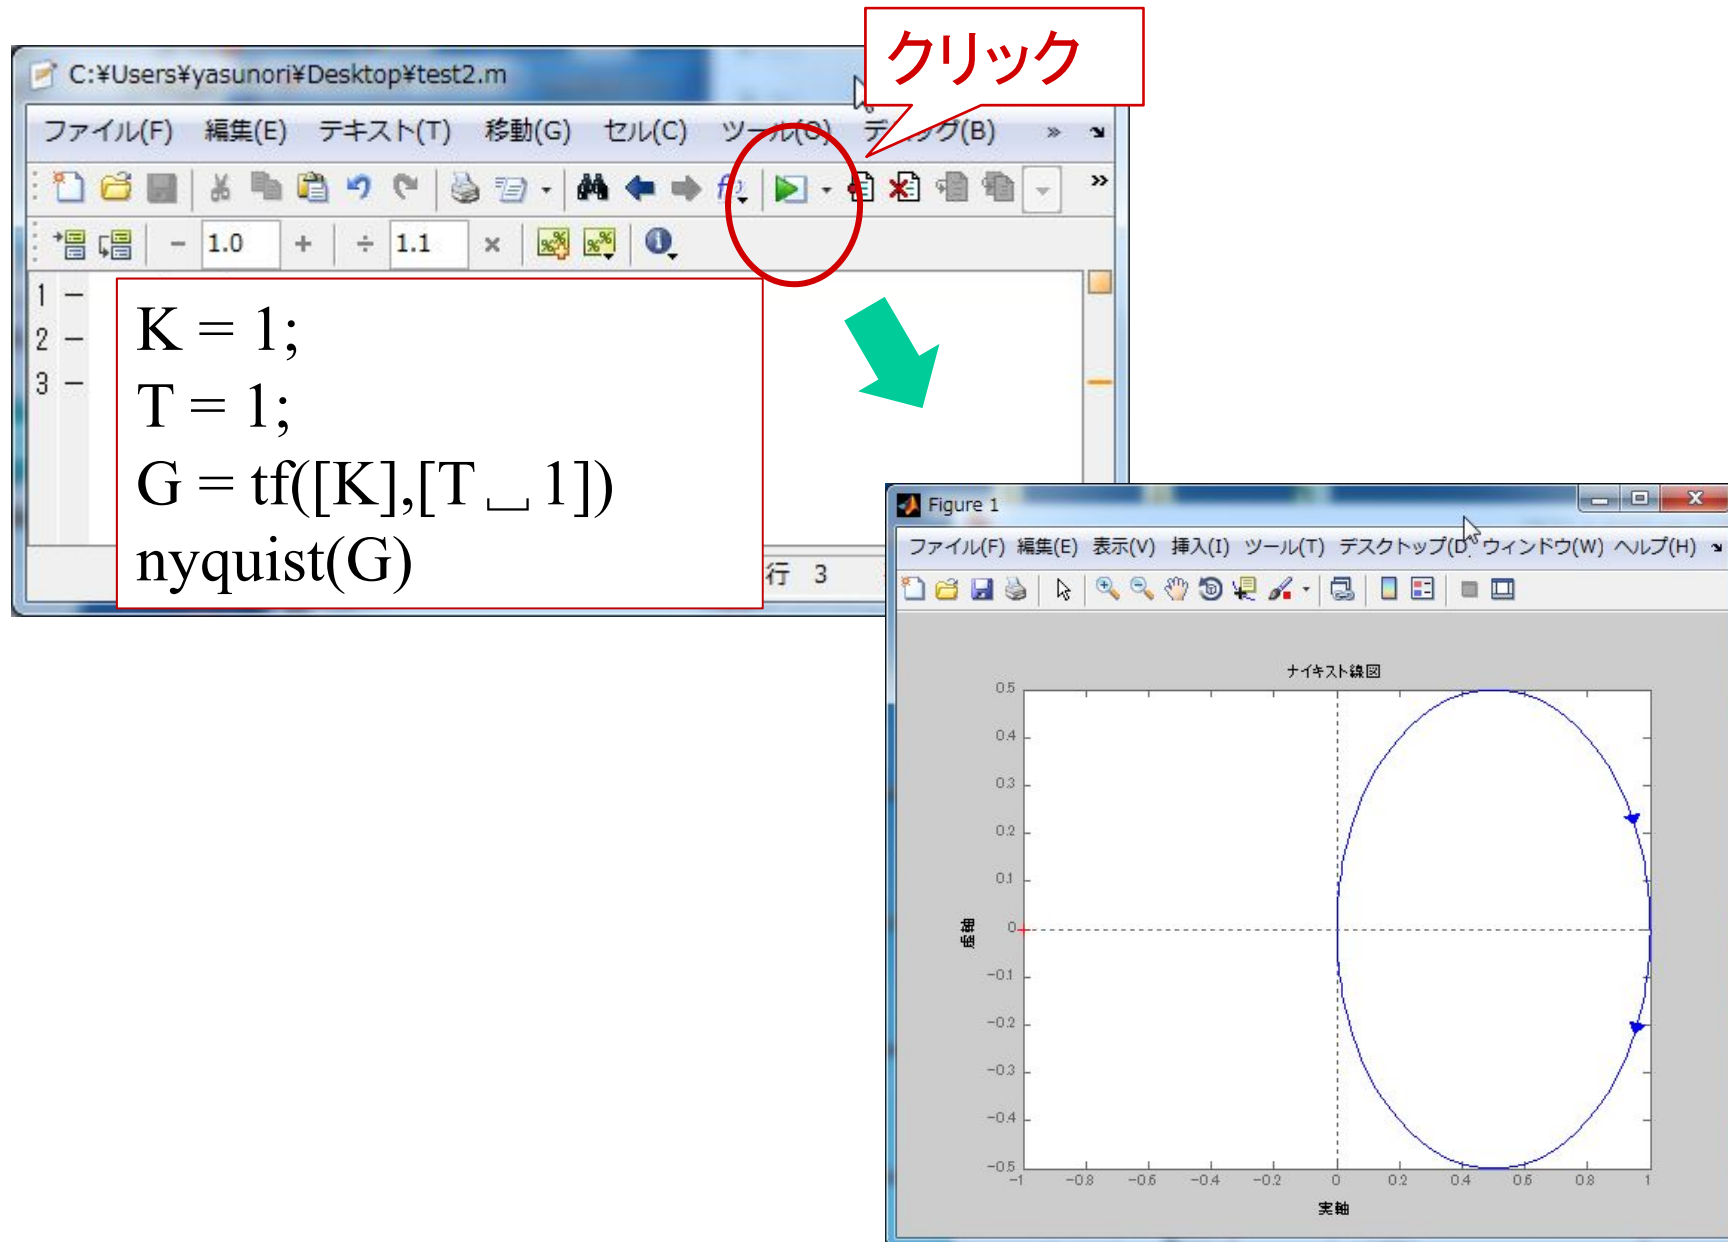 クリック
C:¥Users¥yasunori¥Desktop¥test2.m
ファイル(F) 編集(E) テキスト(T) 移動(G) セル(C) ツール(O) デバッグ(B) »
»
− 1.0 + ÷ 1.1 ×
1 −
2 −
3 −
K = 1;
T = 1;
G = tf([K],[T ⎵ 1])
nyquist(G)
行 3
Figure 1
ファイル(F) 編集(E) 表示(V) 挿入(I) ツール(T) デスクトップ(D) ウィンドウ(W) ヘルプ(H)
ナイキスト線図
0.5
0.4
0.3
0.2
0.1
0
-0.1
-0.2
-0.3
-0.4
-0.5
虚軸
-1 -0.8 -0.6 -0.4 -0.2 0 0.2 0.4 0.6 0.8 1
実軸